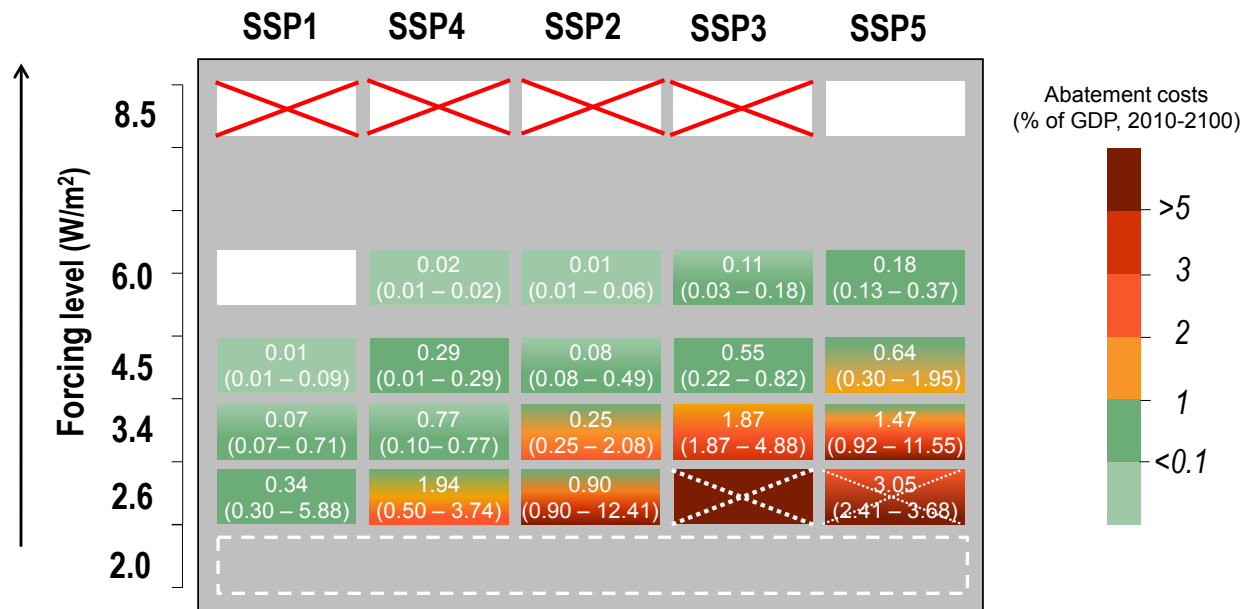 SSP1 SSP4 SSP2 SSP3 SSP5
8.5
Abatement costs
(% of GDP, 2010-2100)
>5
3
2
1
<0.1
Forcing level (W/m²)
6.0
0.02 0.01 0.11 0.18
(0.01 – 0.02) (0.01 – 0.06) (0.03 – 0.18) (0.13 – 0.37)
4.5
0.01 0.29 0.08 0.55 0.64
(0.01 – 0.09) (0.01 – 0.29) (0.08 – 0.49) (0.22 – 0.82) (0.30 – 1.95)
3.4
0.07 0.77 0.25 1.87 1.47
(0.07– 0.71) (0.10– 0.77) (0.25 – 2.08) (1.87 – 4.88) (0.92 – 11.55)
2.6
0.34 1.94 0.90 3.05
(0.30 – 5.88) (0.50 – 3.74) (0.90 – 12.41) (2.41 – 3.68)
2.0